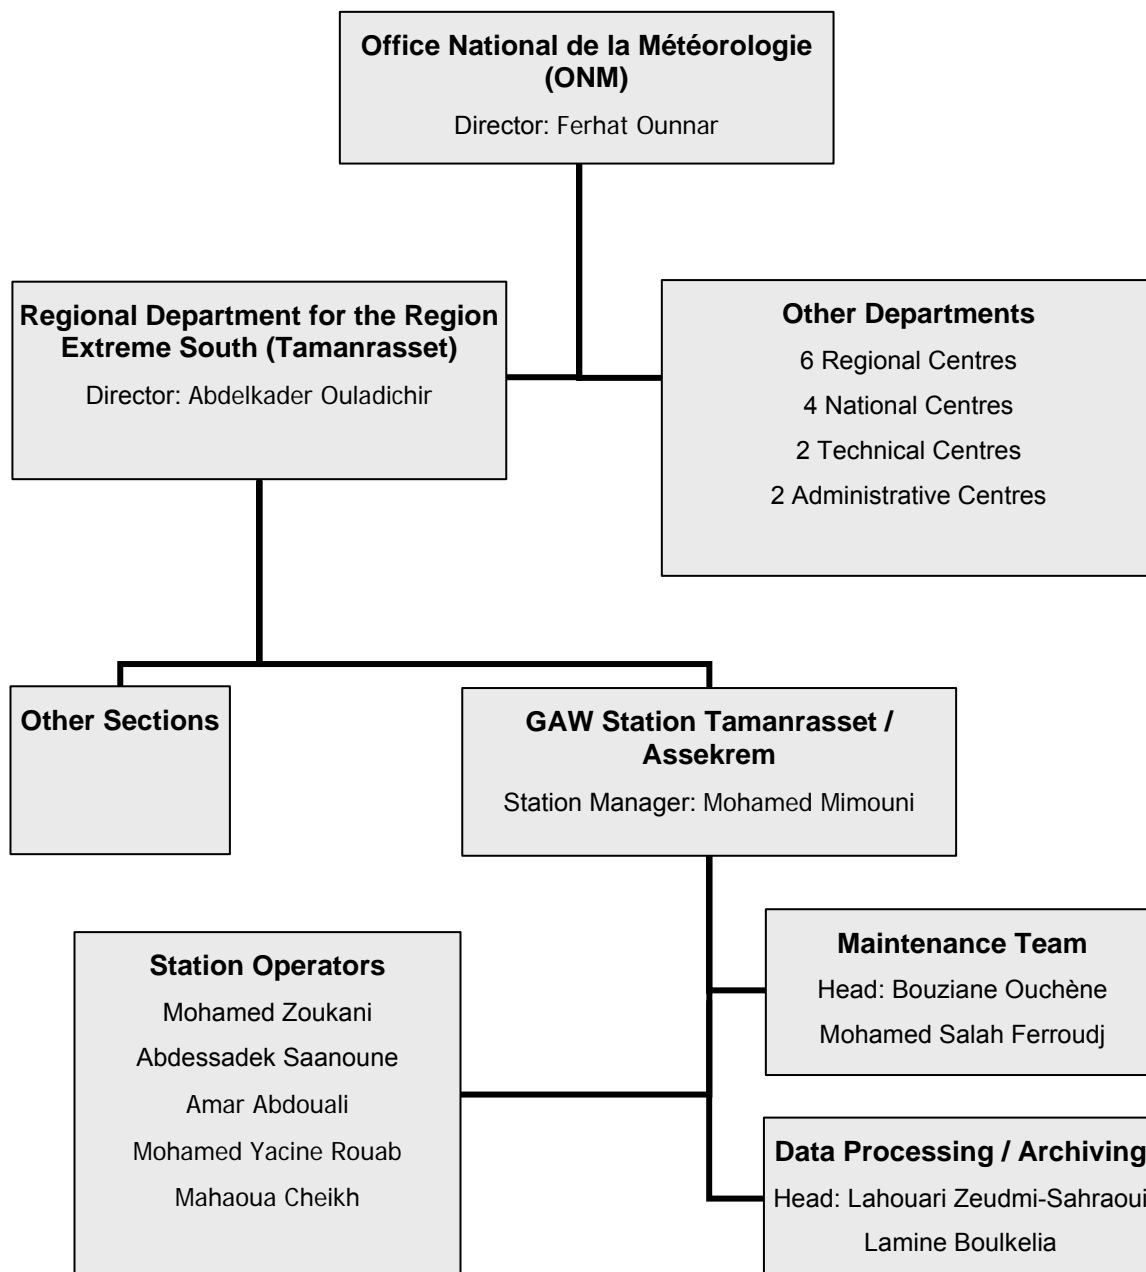 Office National de la Météorologie
(ONM)
Director: Ferhat Ounnar
Regional Department for the Region
Extreme South (Tamanrasset)
Director: Abdelkader Ouladichir
Other Departments
6 Regional Centres
4 National Centres
2 Technical Centres
2 Administrative Centres
Other Sections
GAW Station Tamanrasset /
Assekrem
Station Manager: Mohamed Mimouni
Station Operators
Mohamed Zoukani
Abdessadek Saanoune
Amar Abdouali
Mohamed Yacine Rouab
Mahaoua Cheikh
Maintenance Team
Head: Bouziane Ouchène
Mohamed Salah Ferroudj
Data Processing / Archiving
Head: Lahouari Zeudmi-Sahraoui
Lamine Boulkelia